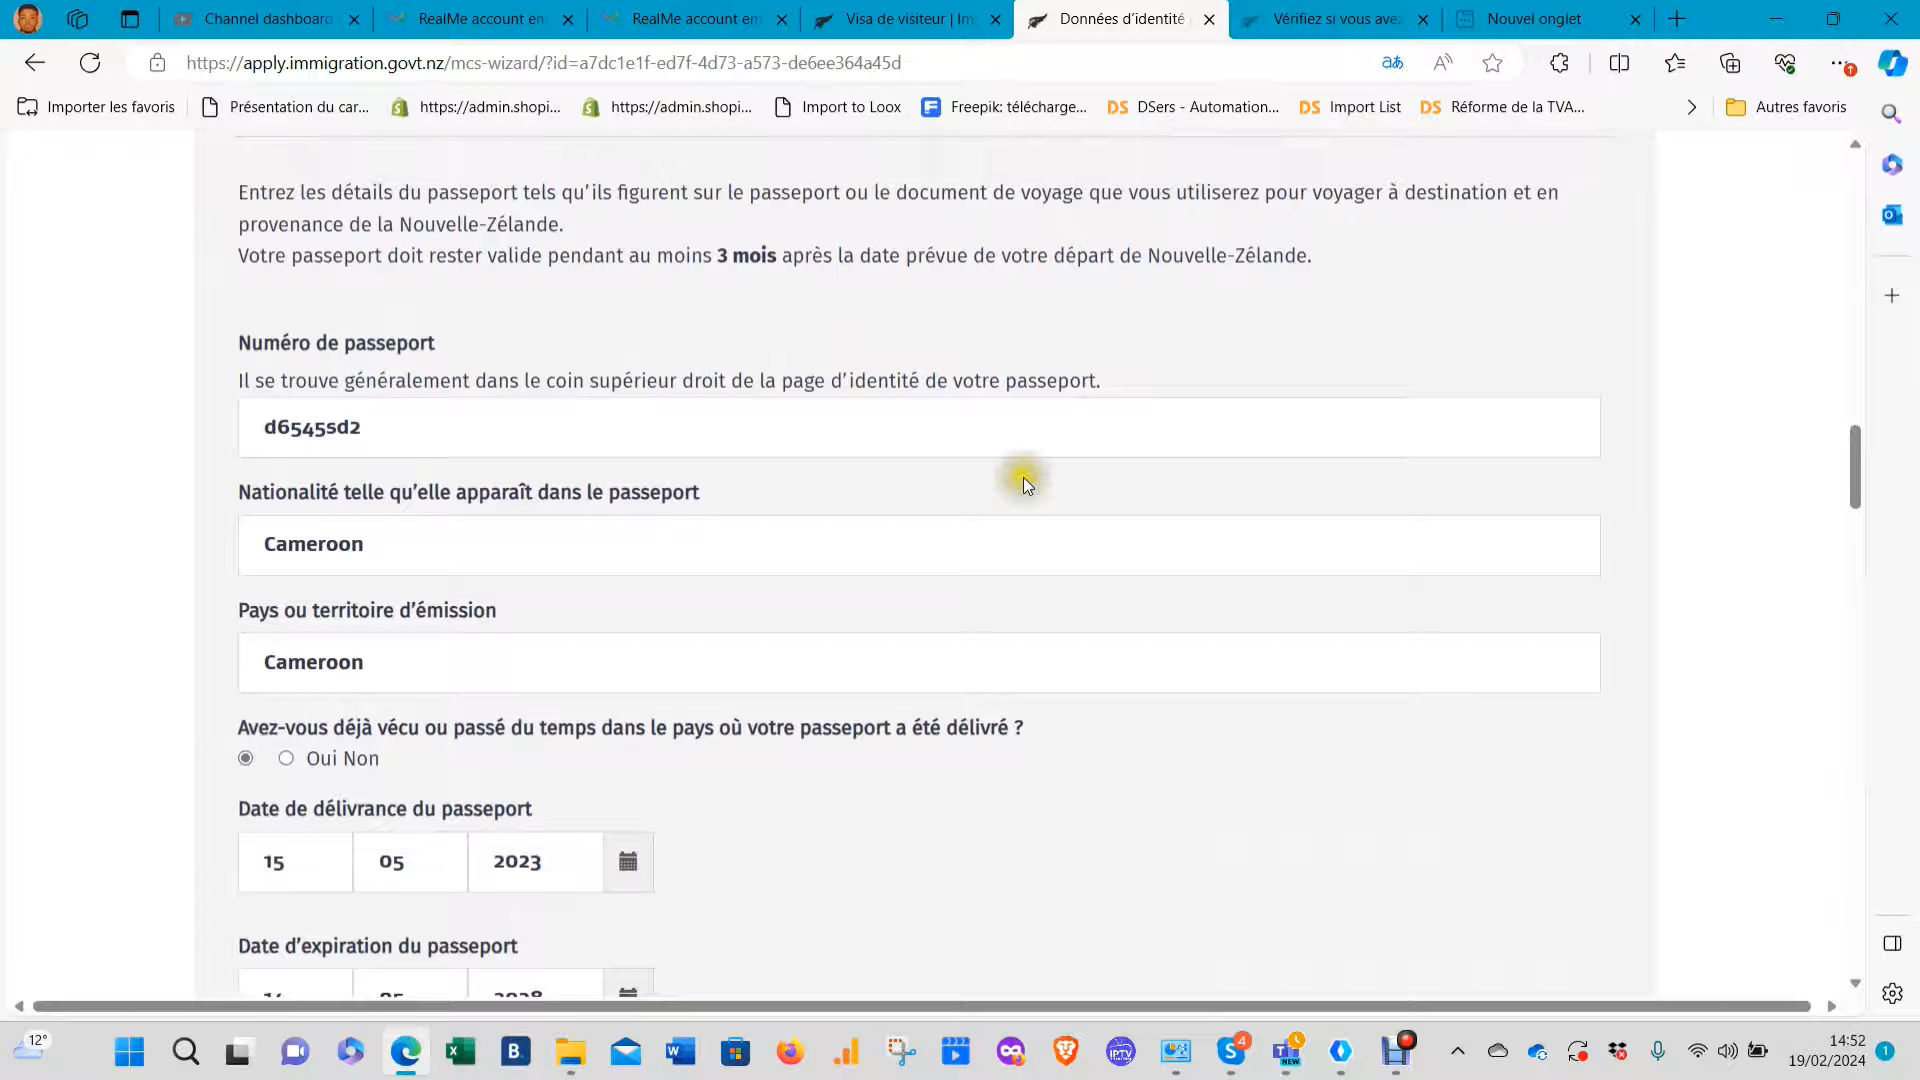 Channel dashboard
RealMe account en
RealMe account em
Visa de visiteur | Im
Données d'identité
Vérifiez si vous avez
Nouvel onglet
https://apply.immigration.govt.nz/mcs-wizard/?id=a7dc1e1f-ed7f-4d73-a573-de6ee364a45d
Importer les favoris
Présentation du car...
https://admin.shopi...
https://admin.shopi...
Import to Loox
Freepik: télécharge...
DS
DSers - Automation...
DS
Import List
DS
Réforme de la TVA...
Autres favoris
Entrez les détails du passeport tels qu'ils figurent sur le passeport ou le document de voyage que vous utiliserez pour voyager à destination et en
provenance de la Nouvelle-Zélande.
Votre passeport doit rester valide pendant au moins 3 mois après la date prévue de votre départ de Nouvelle-Zélande.
Numéro de passeport
Il se trouve généralement dans le coin supérieur droit de la page d'identité de votre passeport.
d6545sd2
Nationalité telle qu'elle apparaît dans le passeport
Cameroon
Pays ou territoire d'émission
Cameroon
Avez-vous déjà vécu ou passé du temps dans le pays où votre passeport a été délivré ?
Oui Non
Date de délivrance du passeport
15 05 2023
Date d'expiration du passeport
12°
B.
IPTV
4
NEW
14:52
19/02/2024
1